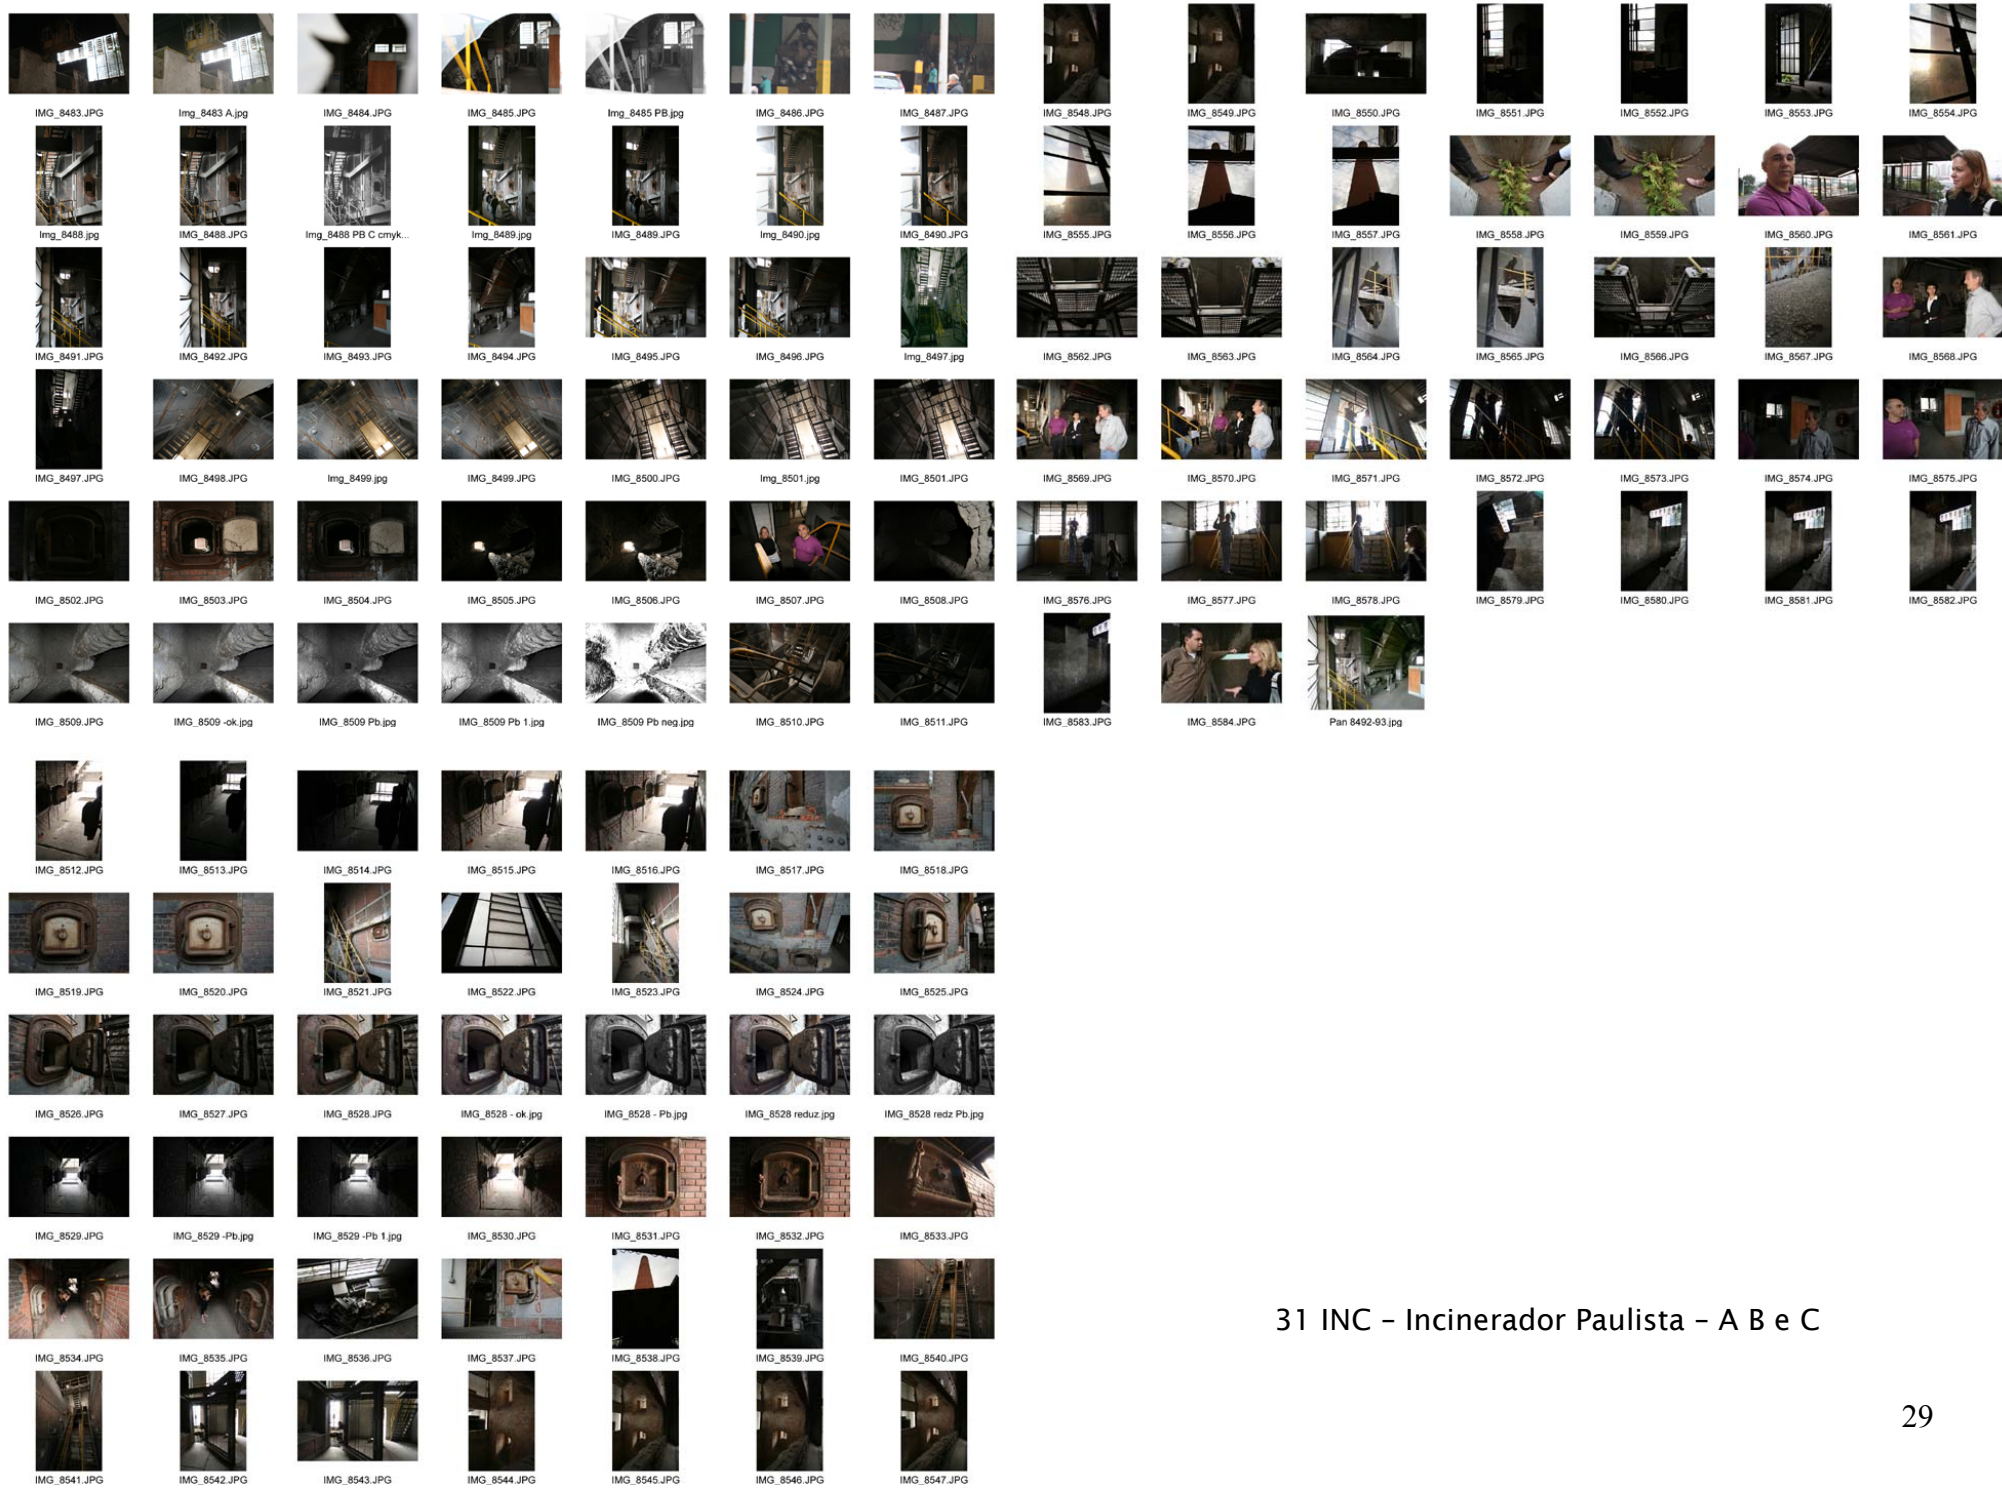 IMG_8483.JPG Img_8483 A.jpg IMG_8484.JPG IMG_8485.JPG Img_8485 PB.jpg IMG_8486.JPG IMG_8487.JPG
Img_8488.jpg IMG_8488.JPG Img_8488 PB C cmyk... Img_8489.jpg IMG_8489.JPG Img_8490.jpg IMG_8490.JPG
IMG_8491.JPG IMG_8492.JPG IMG_8493.JPG IMG_8494.JPG IMG_8495.JPG IMG_8496.JPG Img_8497.jpg
IMG_8497.JPG IMG_8498.JPG Img_8499.jpg IMG_8499.JPG IMG_8500.JPG Img_8501.jpg IMG_8501.JPG
IMG_8502.JPG IMG_8503.JPG IMG_8504.JPG IMG_8505.JPG IMG_8506.JPG IMG_8507.JPG IMG_8508.JPG
IMG_8509.JPG IMG_8509 -ok.jpg IMG_8509 Pb.jpg IMG_8509 Pb 1.jpg IMG_8509 Pb neg.jpg IMG_8510.JPG IMG_8511.JPG
IMG_8512.JPG IMG_8513.JPG IMG_8514.JPG IMG_8515.JPG IMG_8516.JPG IMG_8517.JPG IMG_8518.JPG
IMG_8519.JPG IMG_8520.JPG IMG_8521.JPG IMG_8522.JPG IMG_8523.JPG IMG_8524.JPG IMG_8525.JPG
IMG_8526.JPG IMG_8527.JPG IMG_8528.JPG IMG_8528 - ok.jpg IMG_8528 - Pb.jpg IMG_8528 reduz.jpg IMG_8528 redz Pb.jpg
IMG_8529.JPG IMG_8529 -Pb.jpg IMG_8529 -Pb 1.jpg IMG_8530.JPG IMG_8531.JPG IMG_8532.JPG IMG_8533.JPG
IMG_8534.JPG IMG_8535.JPG IMG_8536.JPG IMG_8537.JPG IMG_8538.JPG IMG_8539.JPG IMG_8540.JPG
IMG_8541.JPG IMG_8542.JPG IMG_8543.JPG IMG_8544.JPG IMG_8545.JPG IMG_8546.JPG IMG_8547.JPG
IMG_8548.JPG IMG_8549.JPG IMG_8550.JPG IMG_8551.JPG IMG_8552.JPG IMG_8553.JPG IMG_8554.JPG
IMG_8555.JPG IMG_8556.JPG IMG_8557.JPG IMG_8558.JPG IMG_8559.JPG IMG_8560.JPG IMG_8561.JPG
IMG_8562.JPG IMG_8563.JPG IMG_8564.JPG IMG_8565.JPG IMG_8566.JPG IMG_8567.JPG IMG_8568.JPG
IMG_8569.JPG IMG_8570.JPG IMG_8571.JPG IMG_8572.JPG IMG_8573.JPG IMG_8574.JPG IMG_8575.JPG
IMG_8576.JPG IMG_8577.JPG IMG_8578.JPG IMG_8579.JPG IMG_8580.JPG IMG_8581.JPG IMG_8582.JPG
IMG_8583.JPG IMG_8584.JPG Pan 8492-93.jpg
31 INC – Incinerador Paulista – A B e C
29